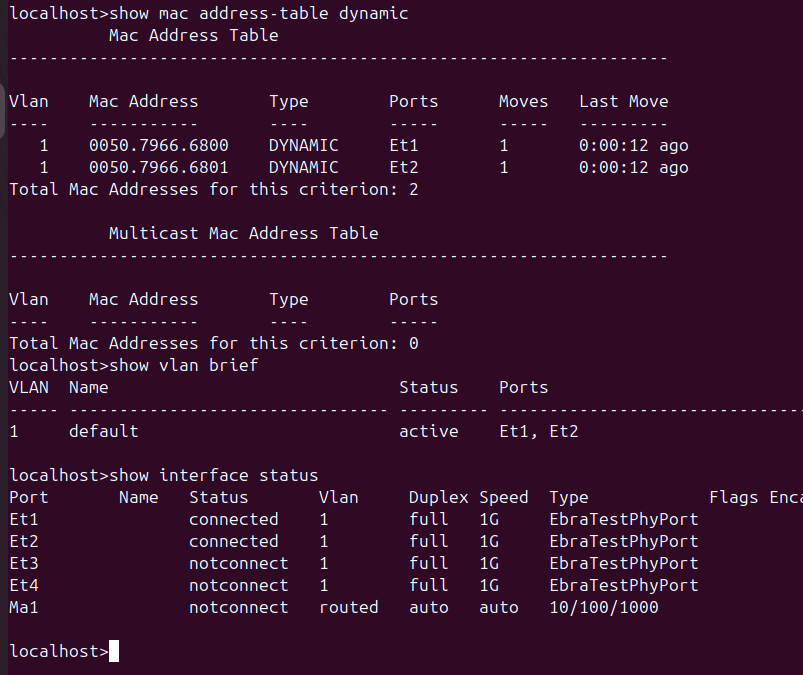 localhost>show mac address-table dynamic
          Mac Address Table
------------------------------------------------------------------

Vlan    Mac Address       Type        Ports      Moves   Last Move
----    -----------       ----        -----      -----   ---------
   1    0050.7966.6800    DYNAMIC     Et1        1       0:00:12 ago
   1    0050.7966.6801    DYNAMIC     Et2        1       0:00:12 ago
Total Mac Addresses for this criterion: 2

          Multicast Mac Address Table
------------------------------------------------------------------

Vlan    Mac Address       Type        Ports
----    -----------       ----        -----
Total Mac Addresses for this criterion: 0
localhost>show vlan brief
VLAN  Name                             Status    Ports
----- -------------------------------- --------- -------------------------------
1     default                          active    Et1, Et2

localhost>show interface status
Port       Name   Status       Vlan     Duplex Speed  Type            Flags Enca
Et1               connected    1        full   1G     EbraTestPhyPort
Et2               connected    1        full   1G     EbraTestPhyPort
Et3               notconnect   1        full   1G     EbraTestPhyPort
Et4               notconnect   1        full   1G     EbraTestPhyPort
Ma1               notconnect   routed   auto   auto   10/100/1000

localhost>